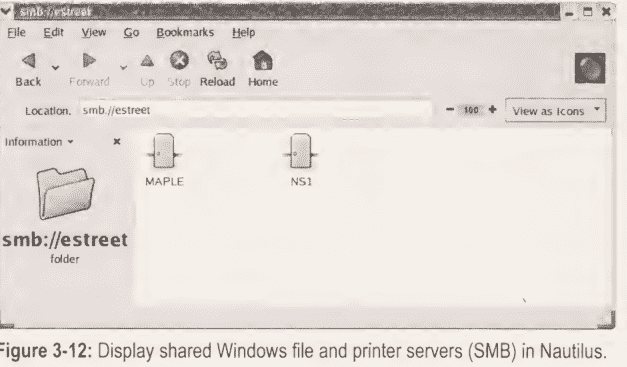 smb://estreet
File Edit View Go Bookmarks Help
Back Forward Up Stop Reload Home
Location: smb://estreet
100 View as Icons
Information
MAPLE NS1
smb://estreet
folder
Figure 3-12: Display shared Windows file and printer servers (SMB) in Nautilus.